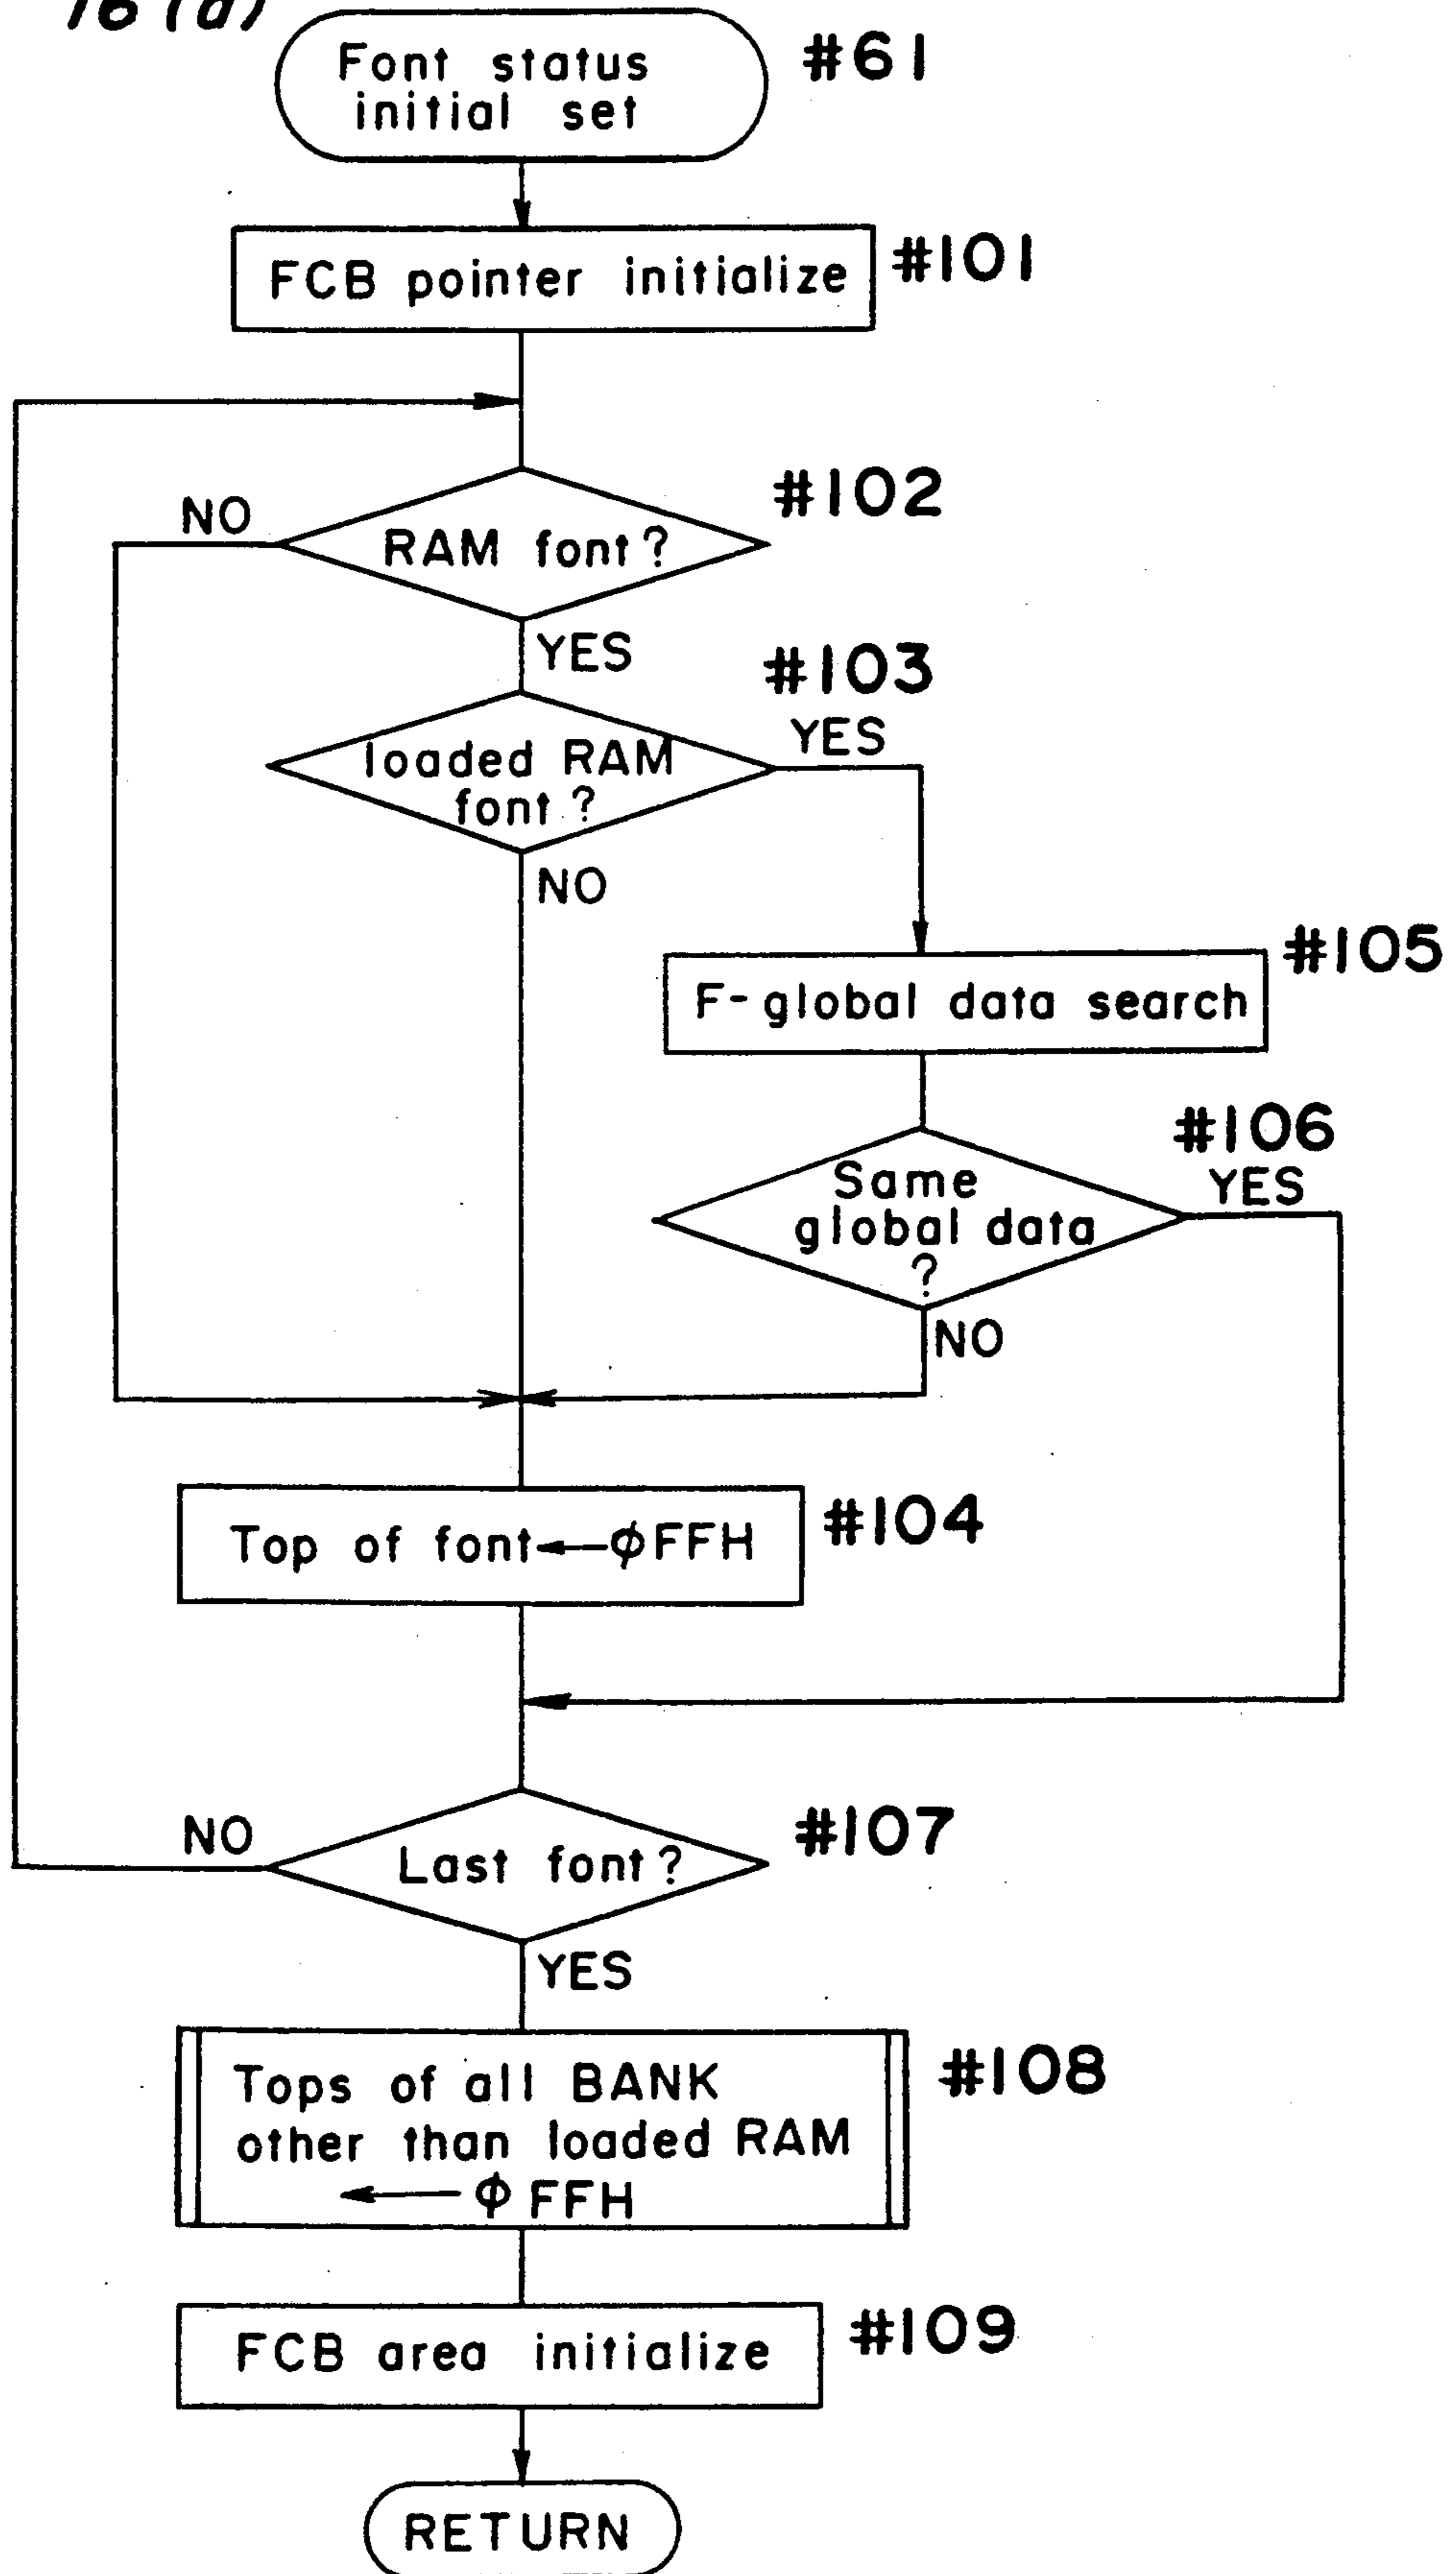 16 (a)
Font status
initial set
#61
FCB pointer initialize
#101
#102
NO
RAM font?
YES
#103
YES
loaded RAM
font?
NO
#105
F-global data search
#106
YES
Same
global data
?
NO
Top of font←φFFH
#104
#107
NO
Last font?
YES
Tops of all BANK
other than loaded RAM
← φ FFH
#108
FCB area initialize
#109
RETURN